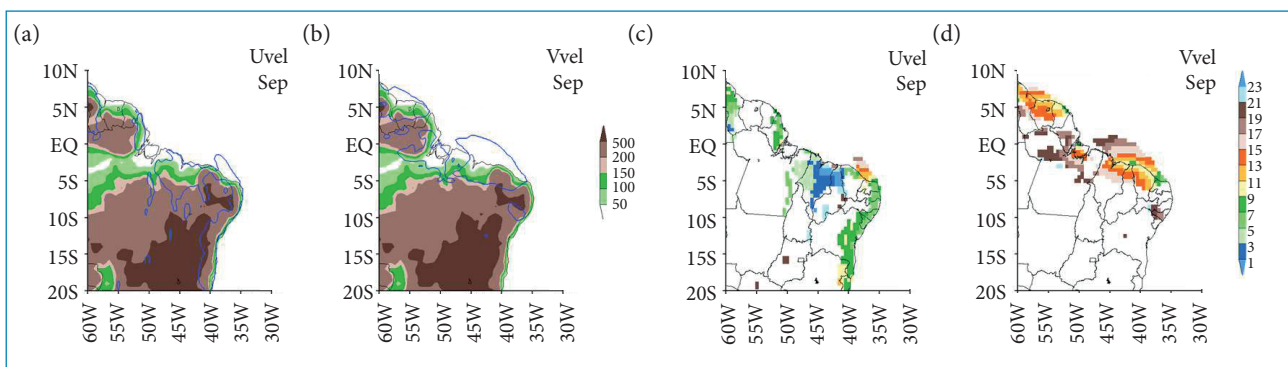 (a)
Uvel
Sep
10N
5N
EQ
5S
10S
15S
20S
60W
55W
50W
45W
40W
35W
30W
(b)
Vvel
Sep
10N
5N
EQ
5S
10S
15S
20S
60W
55W
50W
45W
40W
35W
30W
500
200
150
100
50
(c)
Uvel
Sep
10N
5N
EQ
5S
10S
15S
20S
60W
55W
50W
45W
40W
35W
30W
(d)
Vvel
Sep
10N
5N
EQ
5S
10S
15S
20S
60W
55W
50W
45W
40W
35W
30W
23
21
19
17
15
13
11
9
7
5
3
1